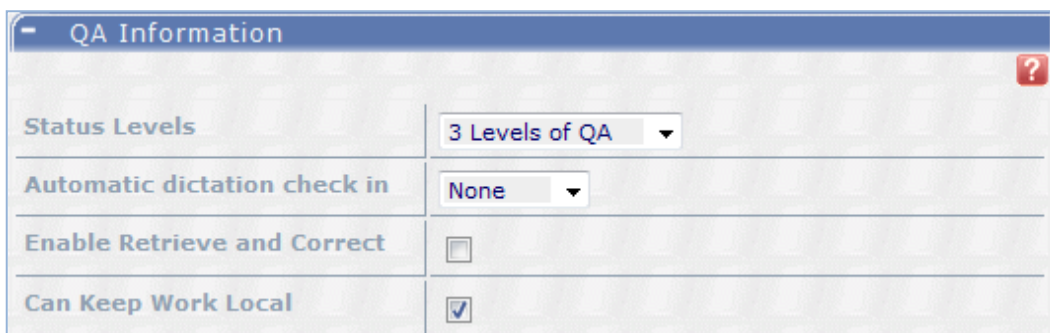 QA Information
?
Status Levels 3 Levels of QA
Automatic dictation check in None
Enable Retrieve and Correct
Can Keep Work Local